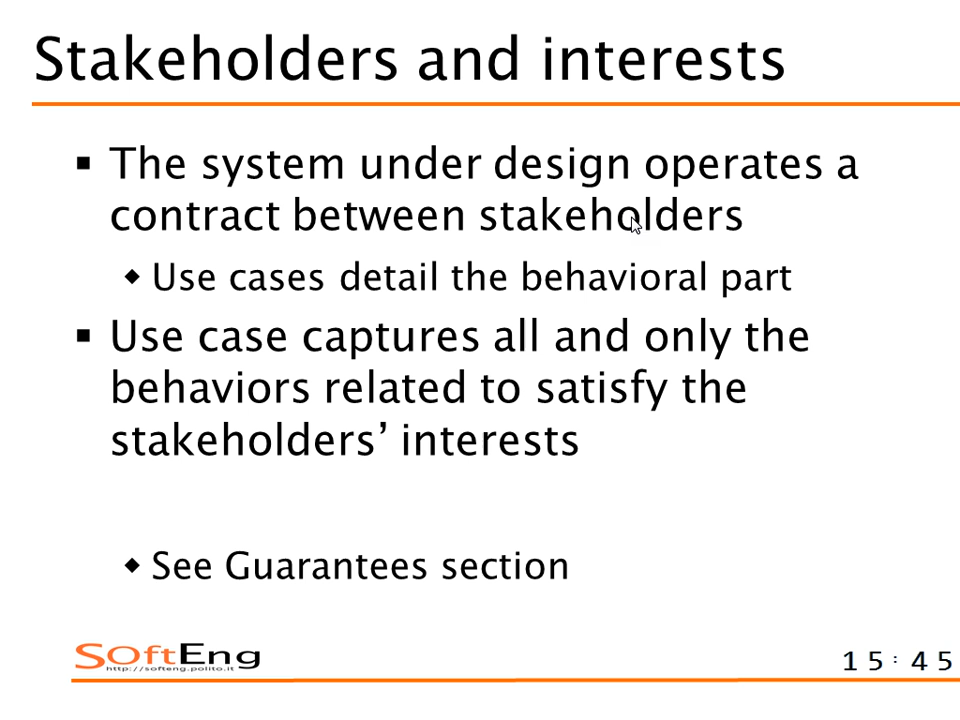 Stakeholders and interests
▪ The system under design operates a
contract between stakeholders
◆ Use cases detail the behavioral part
▪ Use case captures all and only the
behaviors related to satisfy the
stakeholders’ interests
◆ See Guarantees section
SOftEng
http://softeng.polito.it
15:45